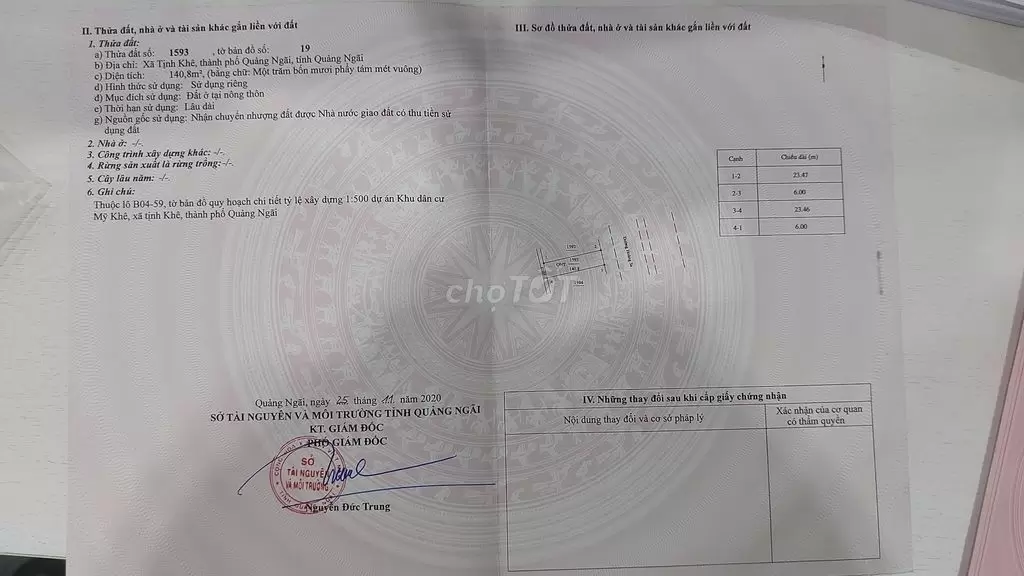 II. Thửa đất, nhà ở và tài sản khác gắn liền với đất
1. Thửa đất:
a) Thửa đất số: 1593 , tờ bản đồ số: 19
b) Địa chỉ: Xã Tịnh Khê, thành phố Quảng Ngãi, tỉnh Quảng Ngãi
c) Diện tích: 140,8m², (bằng chữ: Một trăm bốn mươi phẩy tám mét vuông)
d) Hình thức sử dụng: Sử dụng riêng
đ) Mục đích sử dụng: Đất ở tại nông thôn
e) Thời hạn sử dụng: Lâu dài
g) Nguồn gốc sử dụng: Nhận chuyển nhượng đất được Nhà nước giao đất có thu tiền sử
dụng đất
2. Nhà ở: -/-.
3. Công trình xây dựng khác: -/-.
4. Rừng sản xuất là rừng trồng:-/-.
5. Cây lâu năm: -/-.
6. Ghi chú:
Thuộc lô B04-59, tờ bản đồ quy hoạch chi tiết tỷ lệ xây dựng 1:500 dự án Khu dân cư
Mỹ Khê, xã tịnh Khê, thành phố Quảng Ngãi
Quảng Ngãi, ngày 25 tháng 11 năm 2020
SỞ TÀI NGUYÊN VÀ MÔI TRƯỜNG TỈNH QUẢNG NGÃI
KT. GIÁM ĐỐC
PHÓ GIÁM ĐỐC
SỞ
TÀI NGUYÊN
VÀ MÔI TRƯỜNG
Nguyễn Đức Trung
III. Sơ đồ thửa đất, nhà ở và tài sản khác gắn liền với đất
Cạnh Chiều dài (m)
1-2 23.47
2-3 6.00
3-4 23.46
4-1 6.00
1593
chợTỐT
IV. Những thay đổi sau khi cấp giấy chứng nhận
Nội dung thay đổi và cơ sở pháp lý
Xác nhận của cơ quan
có thẩm quyền